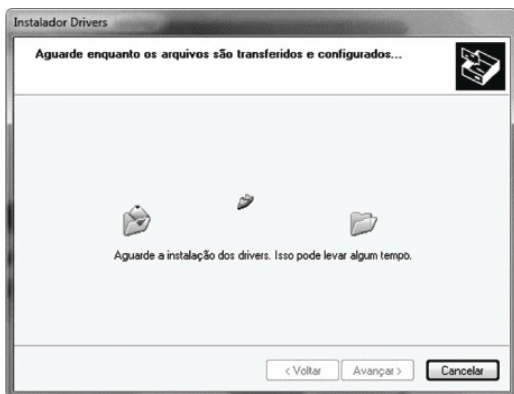 Instalador Drivers
Aguarde enquanto os arquivos são transferidos e configurados...
Aguarde a instalação dos drivers. Isso pode levar algum tempo.
< Voltar
Avançar >
Cancelar